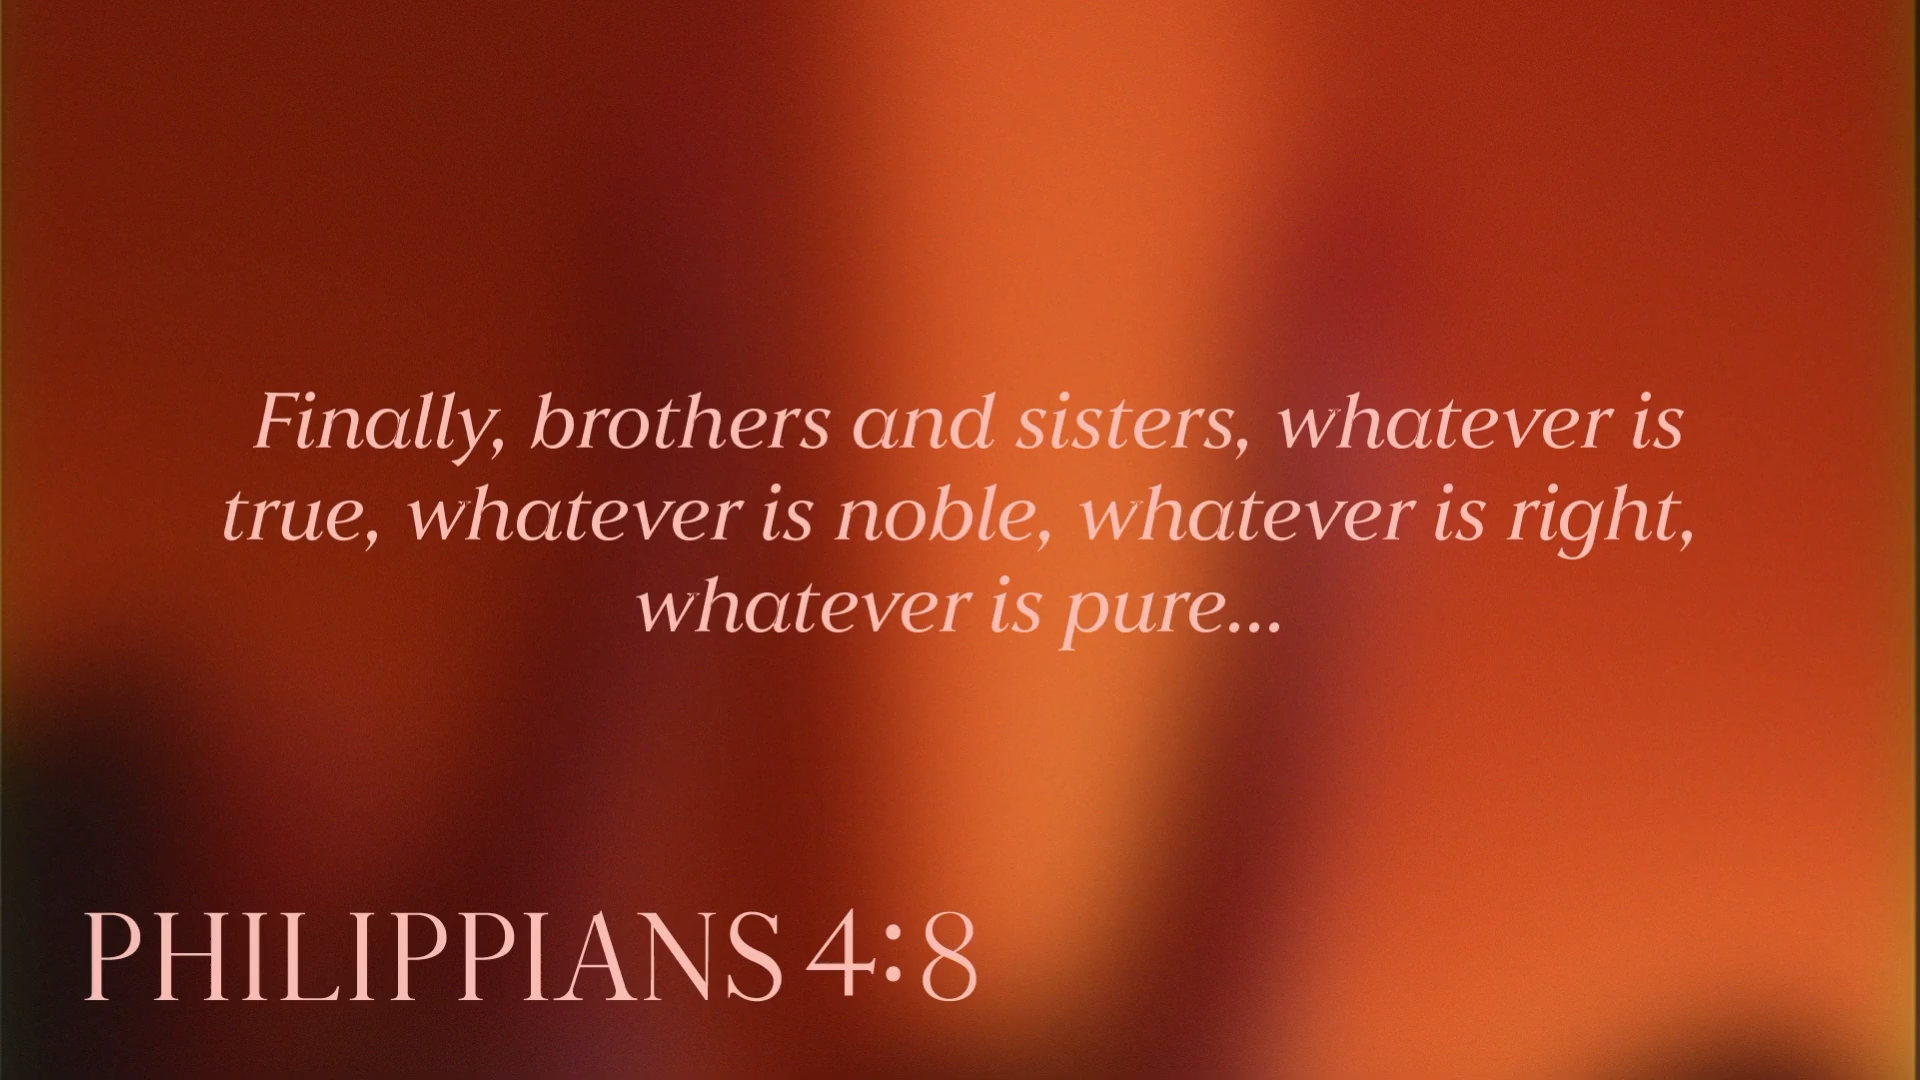 Finally, brothers and sisters, whatever is
true, whatever is noble, whatever is right,
whatever is pure...
PHILIPPIANS 4:8